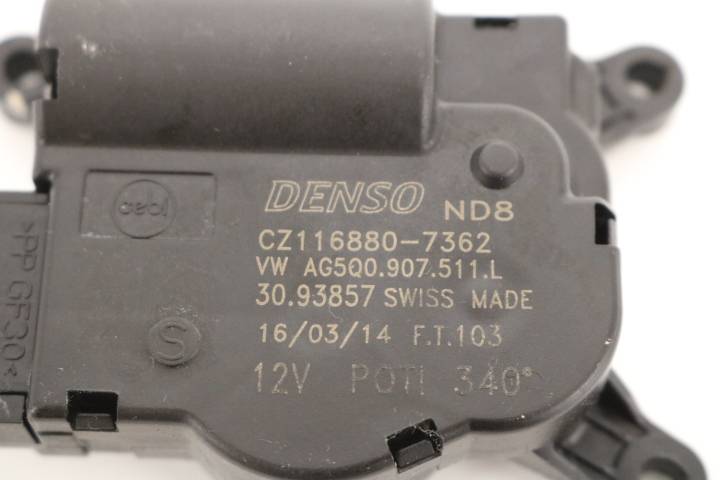 DENSO ND8
CZ116880-7362
VW AG5Q0.907.511.L
30.93857 SWISS MADE
16/03/14 F.T.103
12V POTI 340°
S
>PP GF30<